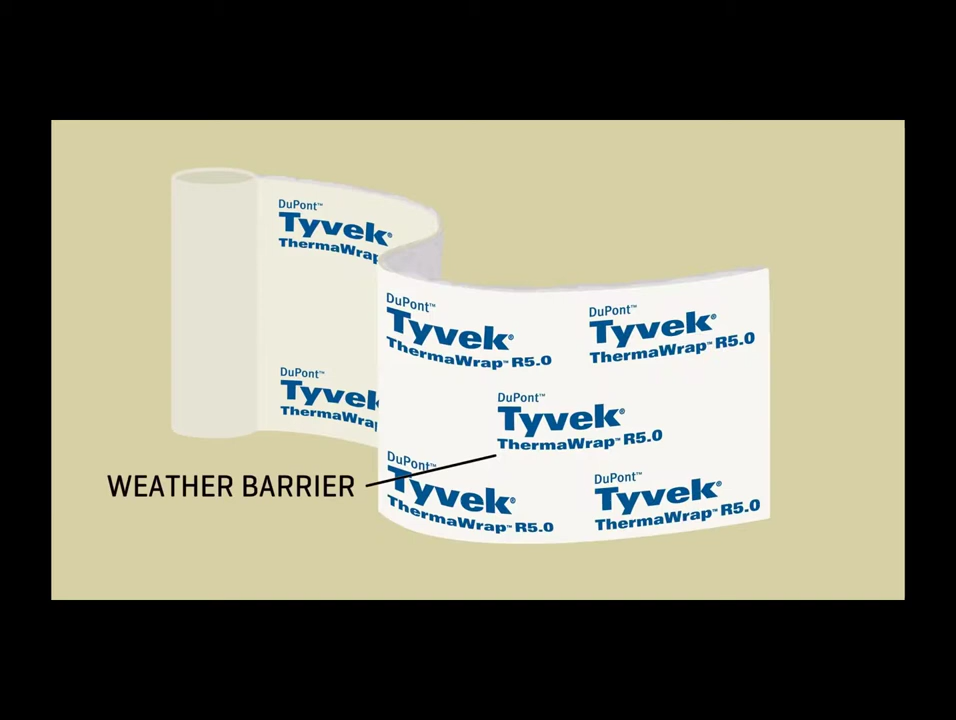 DuPont™
Tyvek®
ThermaWrap
DuPont™
Tyvek®
ThermaWrap™ R5.0
DuPont™
Tyvek®
ThermaWrap™ R5.0
DuPont™
Tyvek
ThermaWra
DuPont™
Tyvek®
ThermaWrap™ R5.0
WEATHER BARRIER
DuPont™
Tyvek®
ThermaWrap™ R5.0
DuPont™
Tyvek®
ThermaWrap™ R5.0